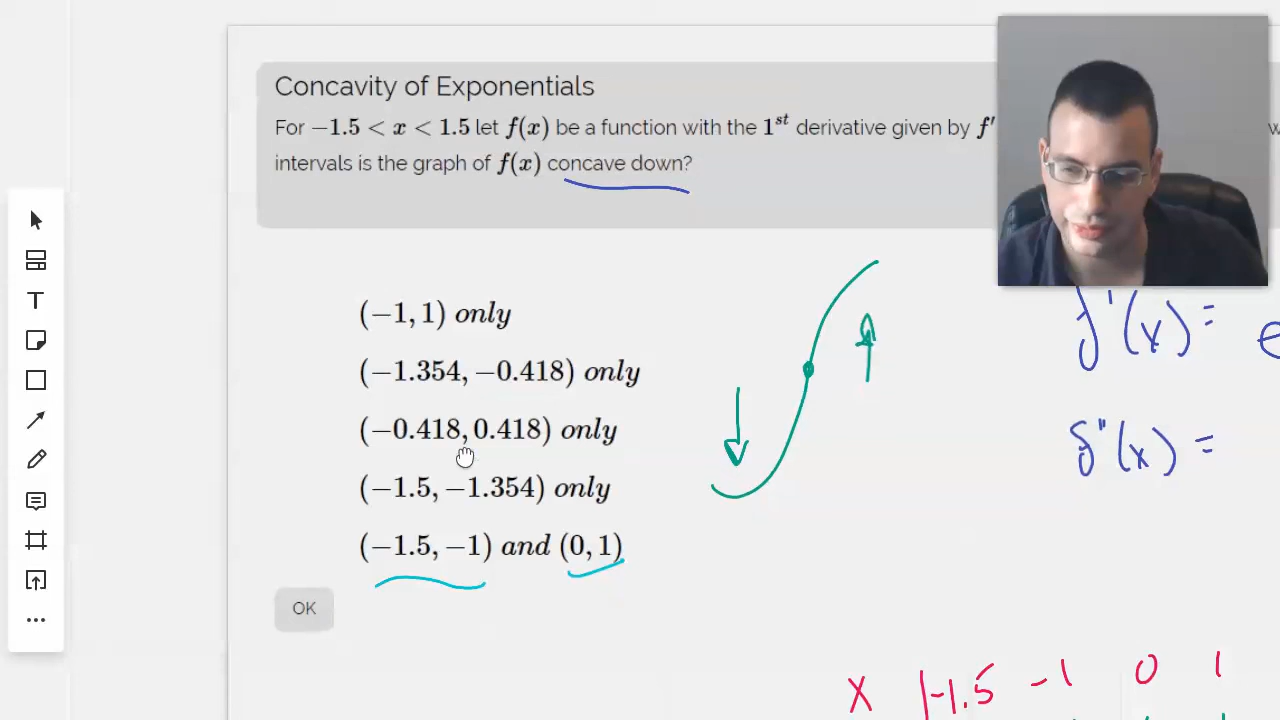 Concavity of Exponentials
For −1.5 < x < 1.5 let f(x) be a function with the 1ˢᵗ derivative given by f′
intervals is the graph of f(x) concave down?
(−1, 1) only
(−1.354, −0.418) only
(−0.418, 0.418) only
(−1.5, −1.354) only
(−1.5, −1) and (0, 1)
OK
T
f'(x) = e
f''(x) =
x -1.5 -1 0 1